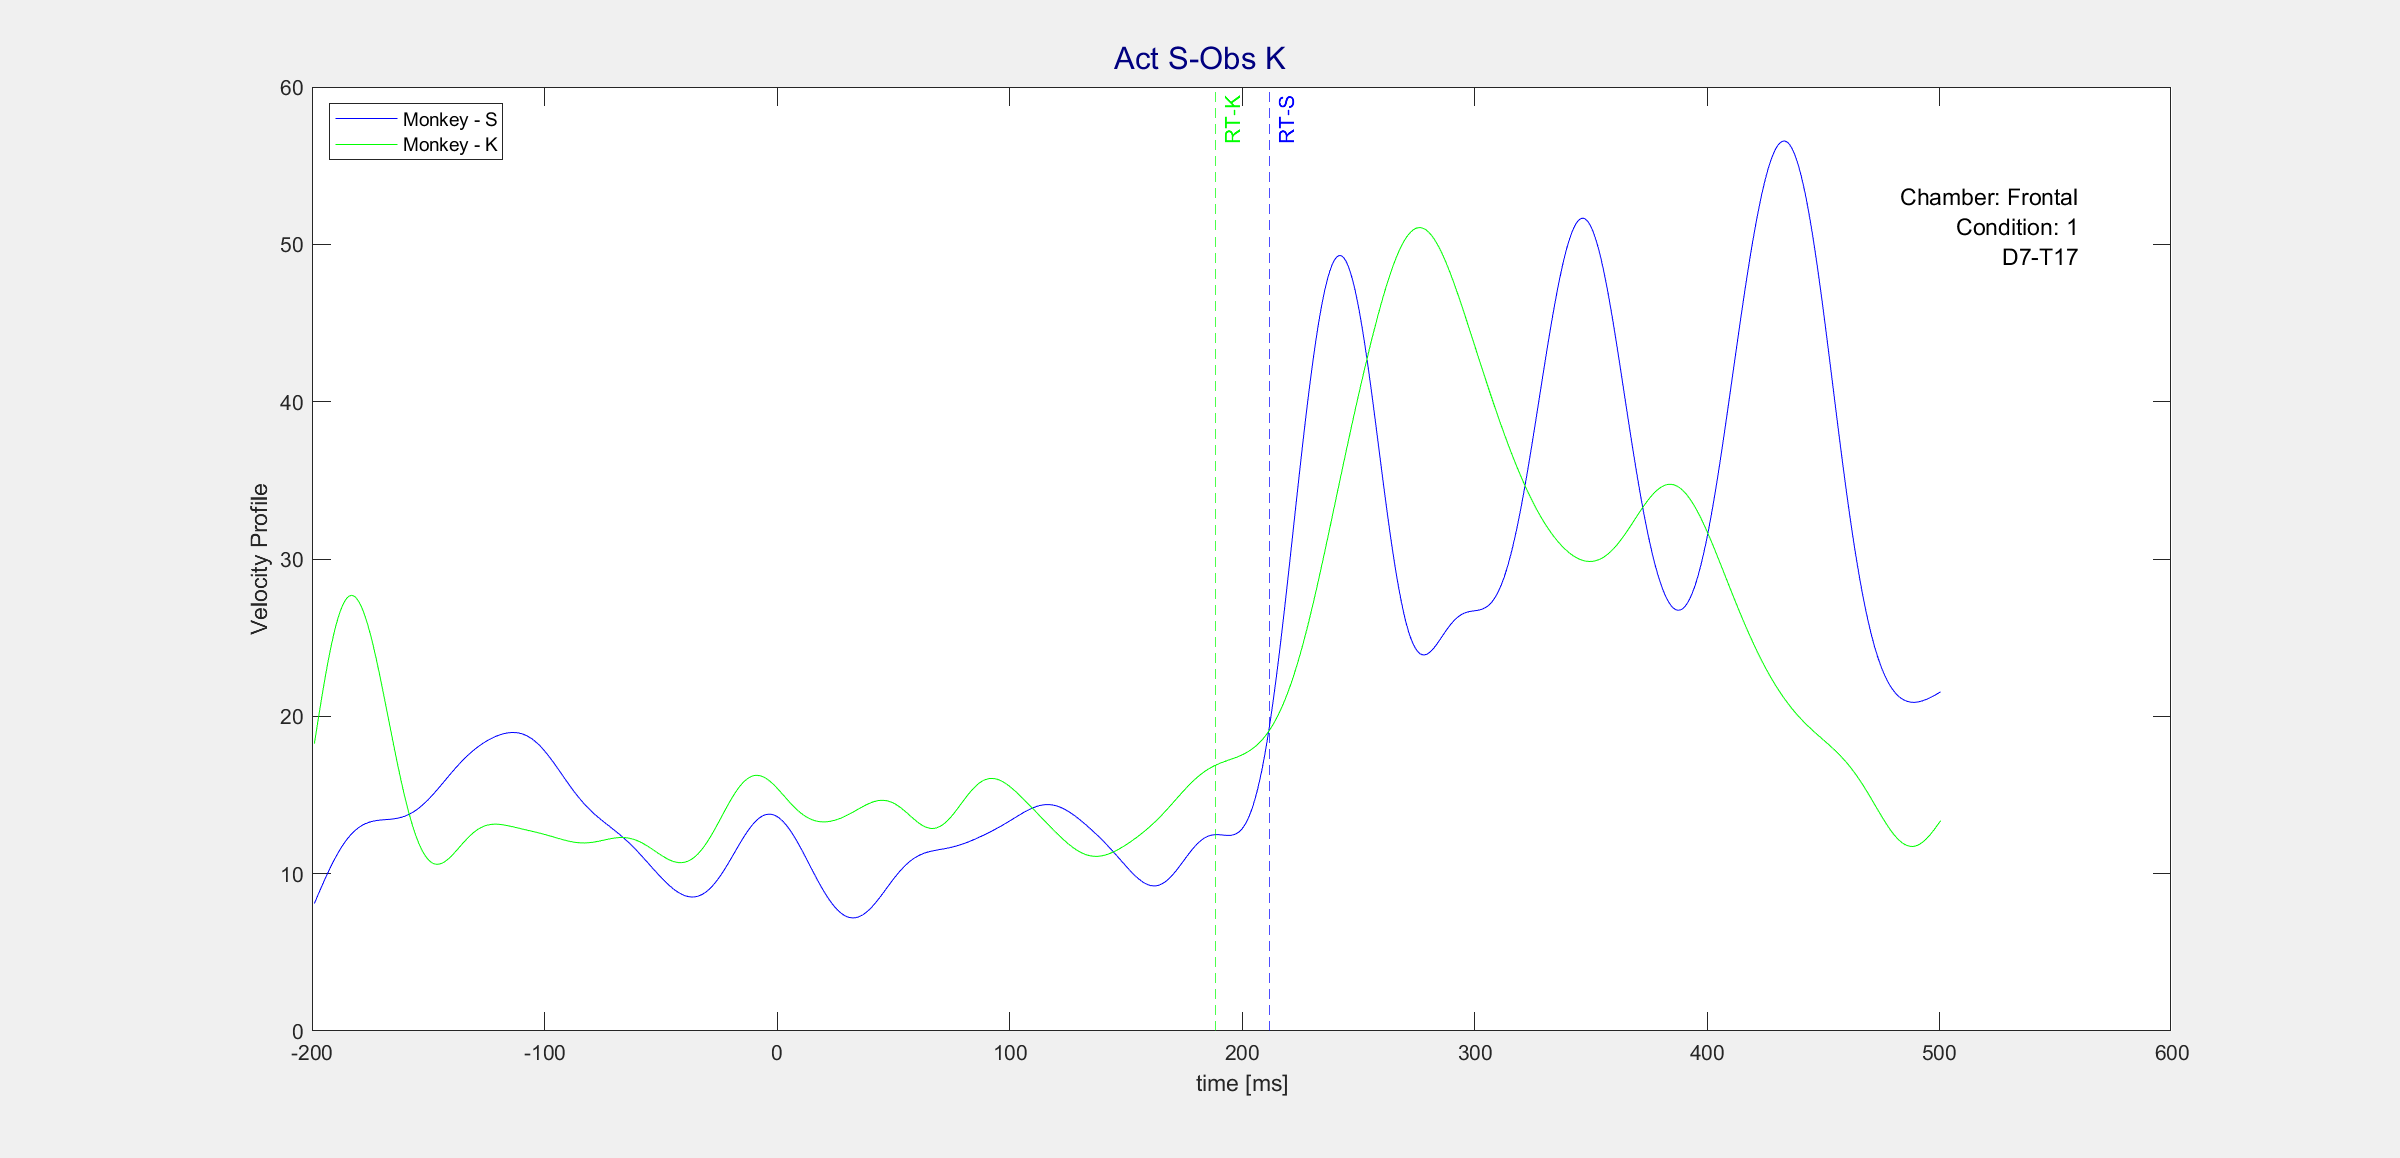 Act S-Obs K
Monkey - S
Monkey - K
RT-K
RT-S
Chamber: Frontal
Condition: 1
D7-T17
Velocity Profile
60
50
40
30
20
10
0
-200 -100 0 100 200 300 400 500 600
time [ms]